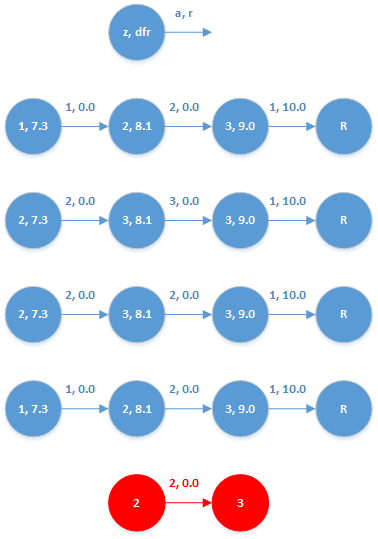 a, r
z, dfr
1, 0.0 2, 0.0 1, 10.0
1, 7.3 2, 8.1 3, 9.0 R
2, 0.0 3, 0.0 1, 10.0
2, 7.3 3, 8.1 3, 9.0 R
2, 0.0 2, 0.0 1, 10.0
2, 7.3 3, 8.1 3, 9.0 R
1, 0.0 2, 0.0 1, 10.0
1, 7.3 2, 8.1 3, 9.0 R
2, 0.0
2 3